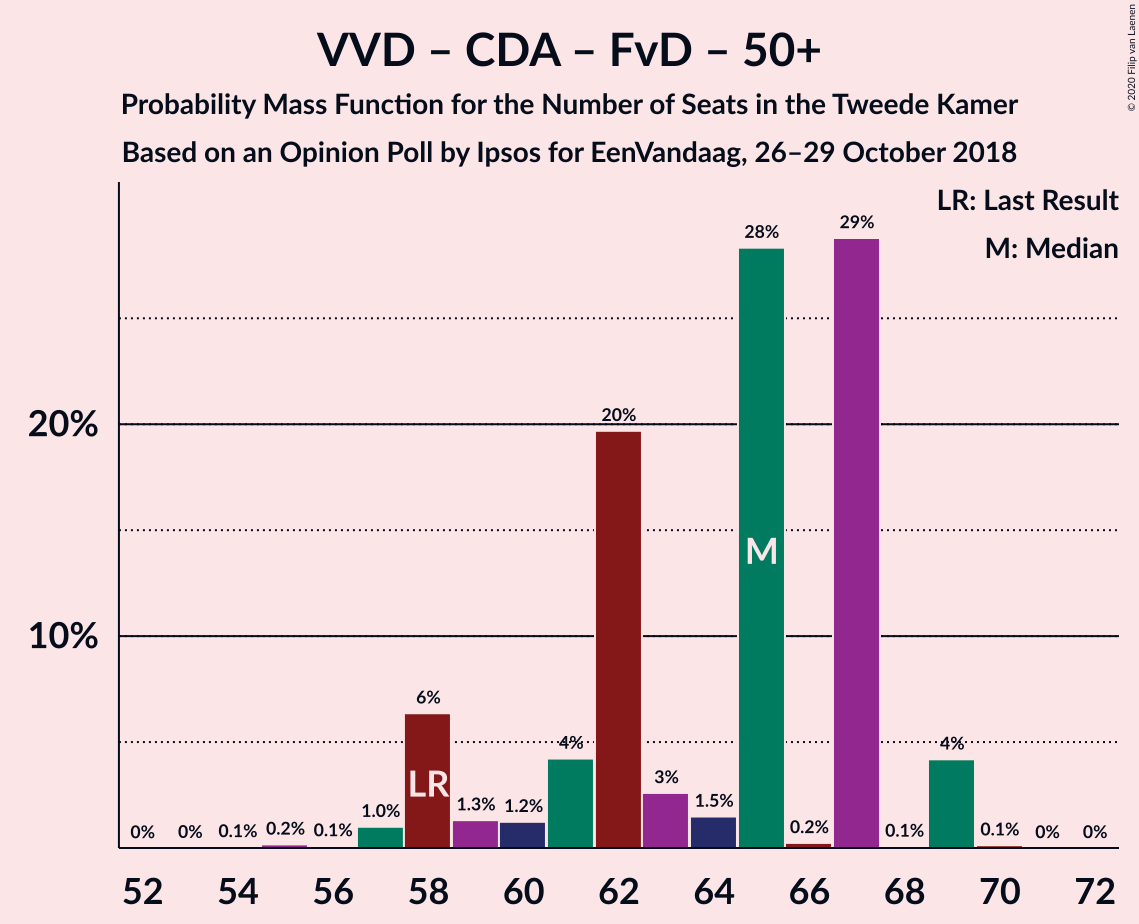 VVD – CDA – FvD – 50+
Probability Mass Function for the Number of Seats in the Tweede Kamer
Based on an Opinion Poll by Ipsos for EenVandaag, 26–29 October 2018
© 2020 Filip van Laenen
LR: Last Result
M: Median
20%
10%
0% 0% 0.1% 0.2% 0.1% 1.0% 6% 1.3% 1.2% 4% 20% 3% 1.5% 28% 0.2% 29% 0.1% 4% 0.1% 0% 0%
LR
M
52 54 56 58 60 62 64 66 68 70 72